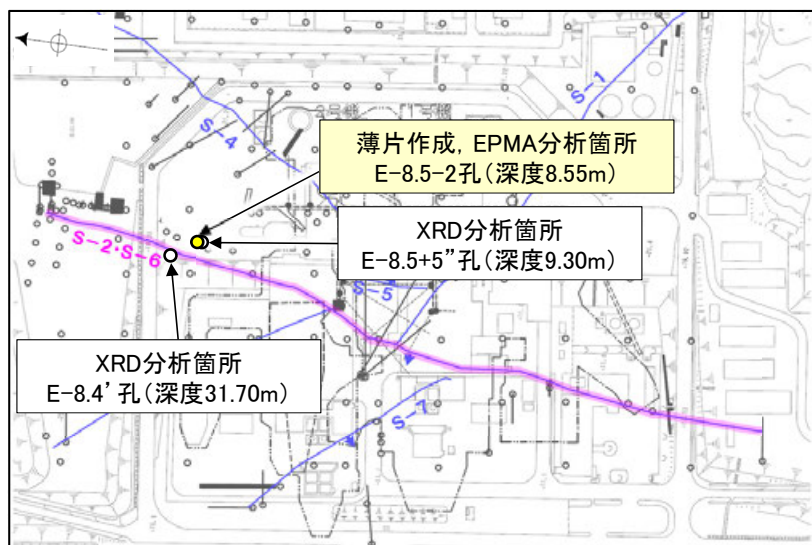 S-4
S-1
薄片作成, EPMA分析箇所
E-8.5-2孔(深度8.55m)
XRD分析箇所
E-8.5+5”孔(深度9.30m)
S-2・S-6
S-5
XRD分析箇所
E-8.4’孔(深度31.70m)
S-7